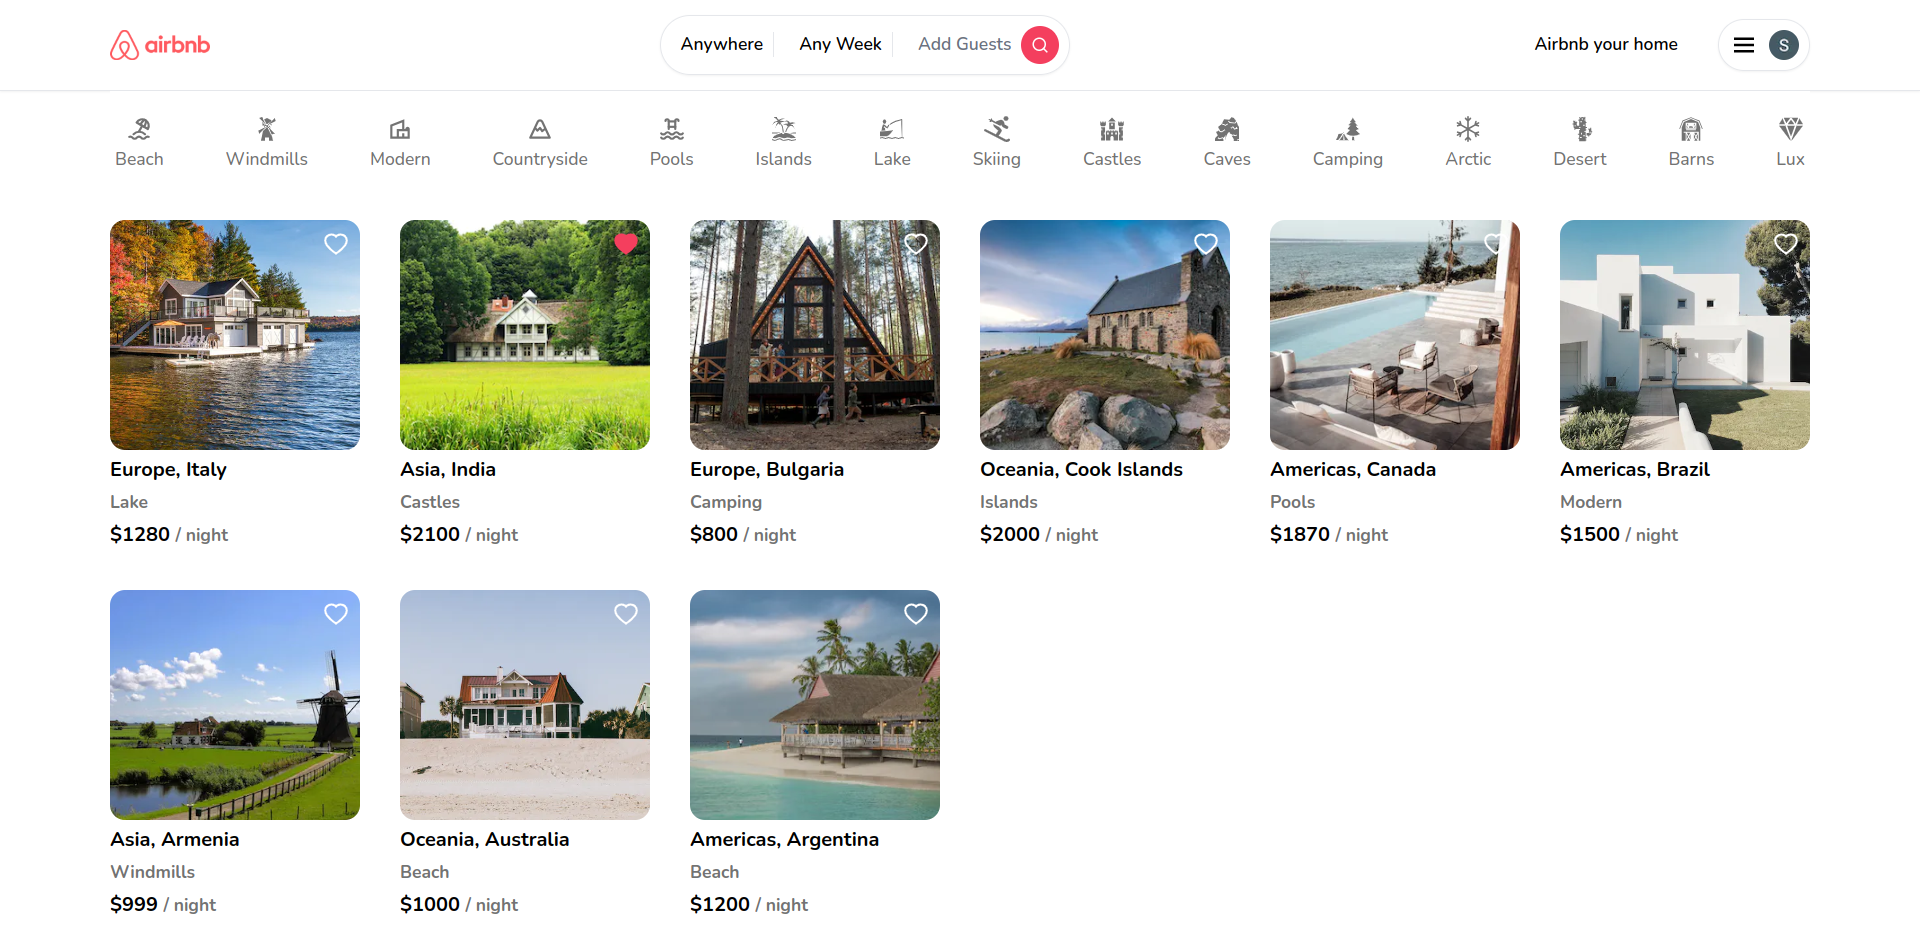 airbnb
Anywhere
Any Week
Add Guests
Airbnb your home
S
Beach
Windmills
Modern
Countryside
Pools
Islands
Lake
Skiing
Castles
Caves
Camping
Arctic
Desert
Barns
Lux
Europe, Italy
Lake
$1280 / night
Asia, India
Castles
$2100 / night
Europe, Bulgaria
Camping
$800 / night
Oceania, Cook Islands
Islands
$2000 / night
Americas, Canada
Pools
$1870 / night
Americas, Brazil
Modern
$1500 / night
Asia, Armenia
Windmills
$999 / night
Oceania, Australia
Beach
$1000 / night
Americas, Argentina
Beach
$1200 / night